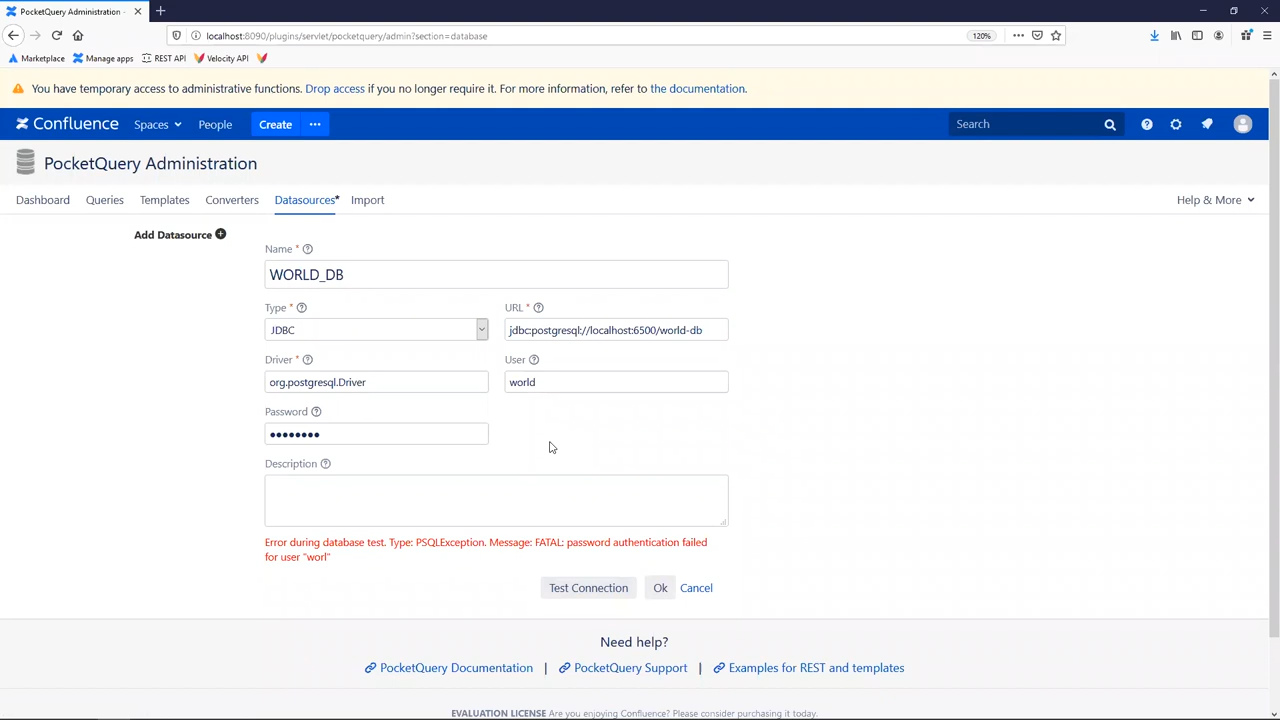 PocketQuery Administration -
localhost:8090/plugins/servlet/pocketquery/admin?section=database
120%
Marketplace Manage apps REST API Velocity API
You have temporary access to administrative functions. Drop access if you no longer require it. For more information, refer to the documentation.
Confluence Spaces People Create Search
PocketQuery Administration
Dashboard Queries Templates Converters Datasources* Import Help & More
Add Datasource
Name *
WORLD_DB
Type * URL *
JDBC jdbc:postgresql://localhost:6500/world-db
Driver * User
org.postgresql.Driver world
Password
••••••••
Description
Error during database test. Type: PSQLException. Message: FATAL: password authentication failed
for user "worl"
Test Connection Ok Cancel
Need help?
PocketQuery Documentation | PocketQuery Support | Examples for REST and templates
EVALUATION LICENSE Are you enjoying Confluence? Please consider purchasing it today.